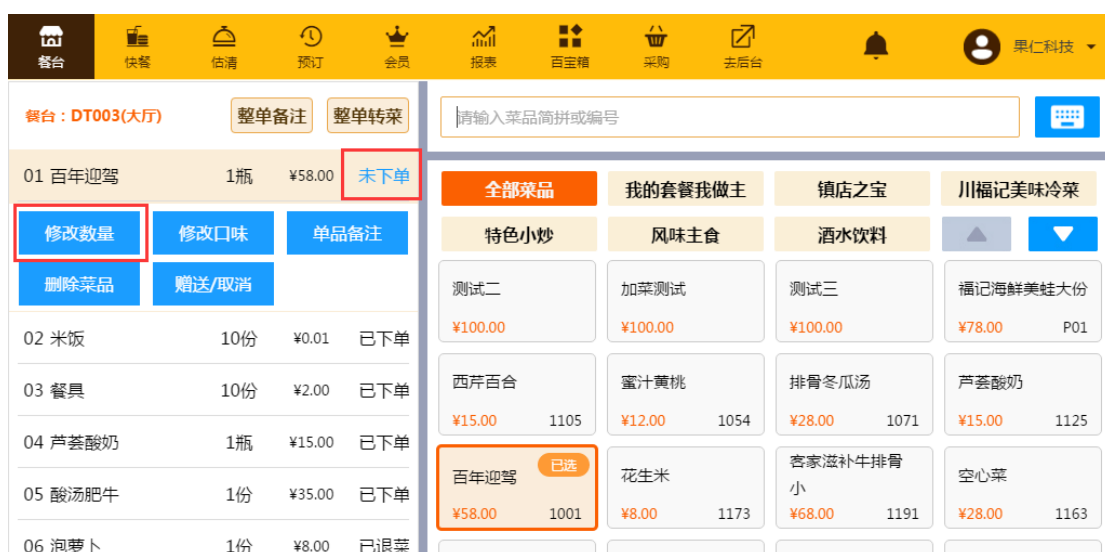 餐台 快餐 估清 预订 会员 报表 百宝箱 采购 去后台 果仁科技
餐台：DT003(大厅) 整单备注 整单转菜
请输入菜品简拼或编号
01 百年迎驾 1瓶 ¥58.00 未下单
修改数量 修改口味 单品备注
删除菜品 赠送/取消
02 米饭 10份 ¥0.01 已下单
03 餐具 10份 ¥2.00 已下单
04 芦荟酸奶 1瓶 ¥15.00 已下单
05 酸汤肥牛 1份 ¥35.00 已下单
06 泡萝卜 1份 ¥8.00 已退菜
全部菜品 我的套餐我做主 镇店之宝 川福记美味冷菜
特色小炒 风味主食 酒水饮料
测试二 加菜测试 测试三 福记海鲜美蛙大份
¥100.00 ¥100.00 ¥100.00 ¥78.00 P01
西芹百合 蜜汁黄桃 排骨冬瓜汤 芦荟酸奶
¥15.00 1105 ¥12.00 1054 ¥28.00 1071 ¥15.00 1125
百年迎驾 已选 花生米 客家滋补牛排骨 空心菜
小
¥58.00 1001 ¥8.00 1173 ¥68.00 1191 ¥28.00 1163